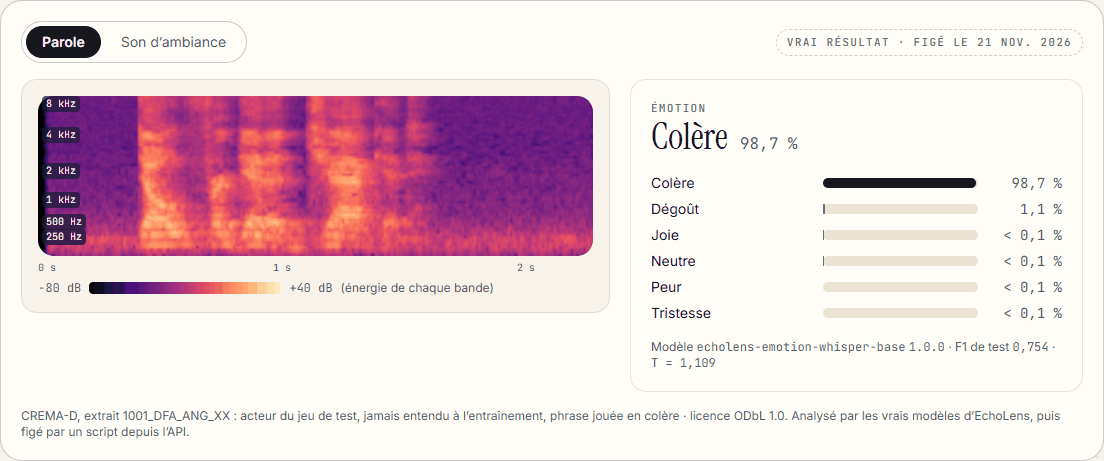 Parole
Son d’ambiance
VRAI RÉSULTAT · FIGÉ LE 21 NOV. 2026
8 kHz
4 kHz
2 kHz
1 kHz
500 Hz
250 Hz
0 s
1 s
2 s
-80 dB
+40 dB (énergie de chaque bande)
ÉMOTION
Colère 98,7 %
Colère 98,7 %
Dégoût 1,1 %
Joie < 0,1 %
Neutre < 0,1 %
Peur < 0,1 %
Tristesse < 0,1 %
Modèle echolens-emotion-whisper-base 1.0.0 · F1 de test 0,754 ·
T = 1,109
CREMA-D, extrait 1001_DFA_ANG_XX : acteur du jeu de test, jamais entendu à l’entraînement, phrase jouée en colère · licence ODbL 1.0. Analysé par les vrais modèles d’EchoLens, puis
figé par un script depuis l’API.